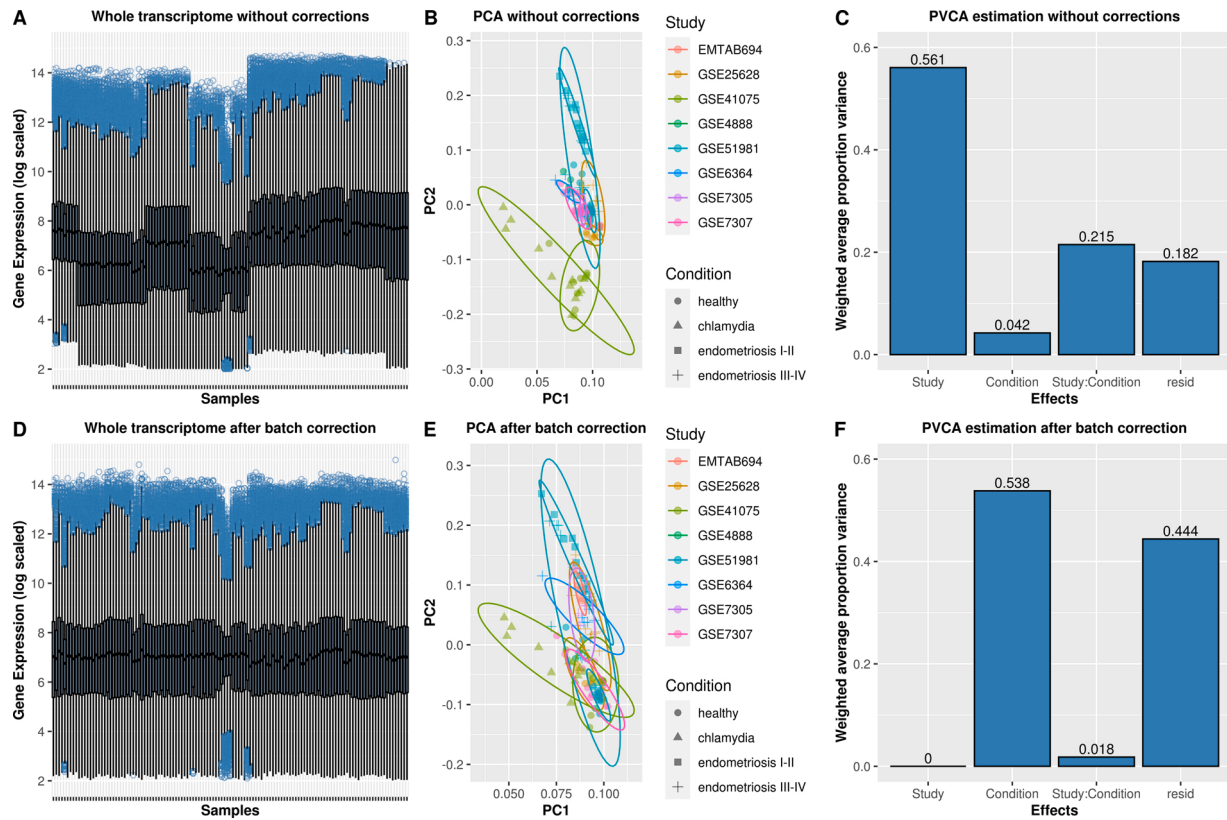 A
Whole transcriptome without corrections
Gene Expression (log scaled)
14
12
10
8
6
4
2
Samples
B
PCA without corrections
PC2
0.3
0.2
0.1
0.0
-0.1
-0.2
-0.3
0.00
0.05
0.10
PC1
Study
EMTAB694
GSE25628
GSE41075
GSE4888
GSE51981
GSE6364
GSE7305
GSE7307
Condition
healthy
chlamydia
endometriosis I-II
endometriosis III-IV
C
PVCA estimation without corrections
Weighted average proportion variance
0.6
0.4
0.2
0.0
0.561
0.042
0.215
0.182
Study
Condition
Study:Condition
resid
Effects
D
Whole transcriptome after batch correction
Gene Expression (log scaled)
14
12
10
8
6
4
2
Samples
E
PCA after batch correction
PC2
0.3
0.2
0.1
0.0
-0.1
-0.2
0.050
0.075
0.100
PC1
Study
EMTAB694
GSE25628
GSE41075
GSE4888
GSE51981
GSE6364
GSE7305
GSE7307
Condition
healthy
chlamydia
endometriosis I-II
endometriosis III-IV
F
PVCA estimation after batch correction
Weighted average proportion variance
0.6
0.4
0.2
0.0
0
0.538
0.018
0.444
Study
Condition
Study:Condition
resid
Effects